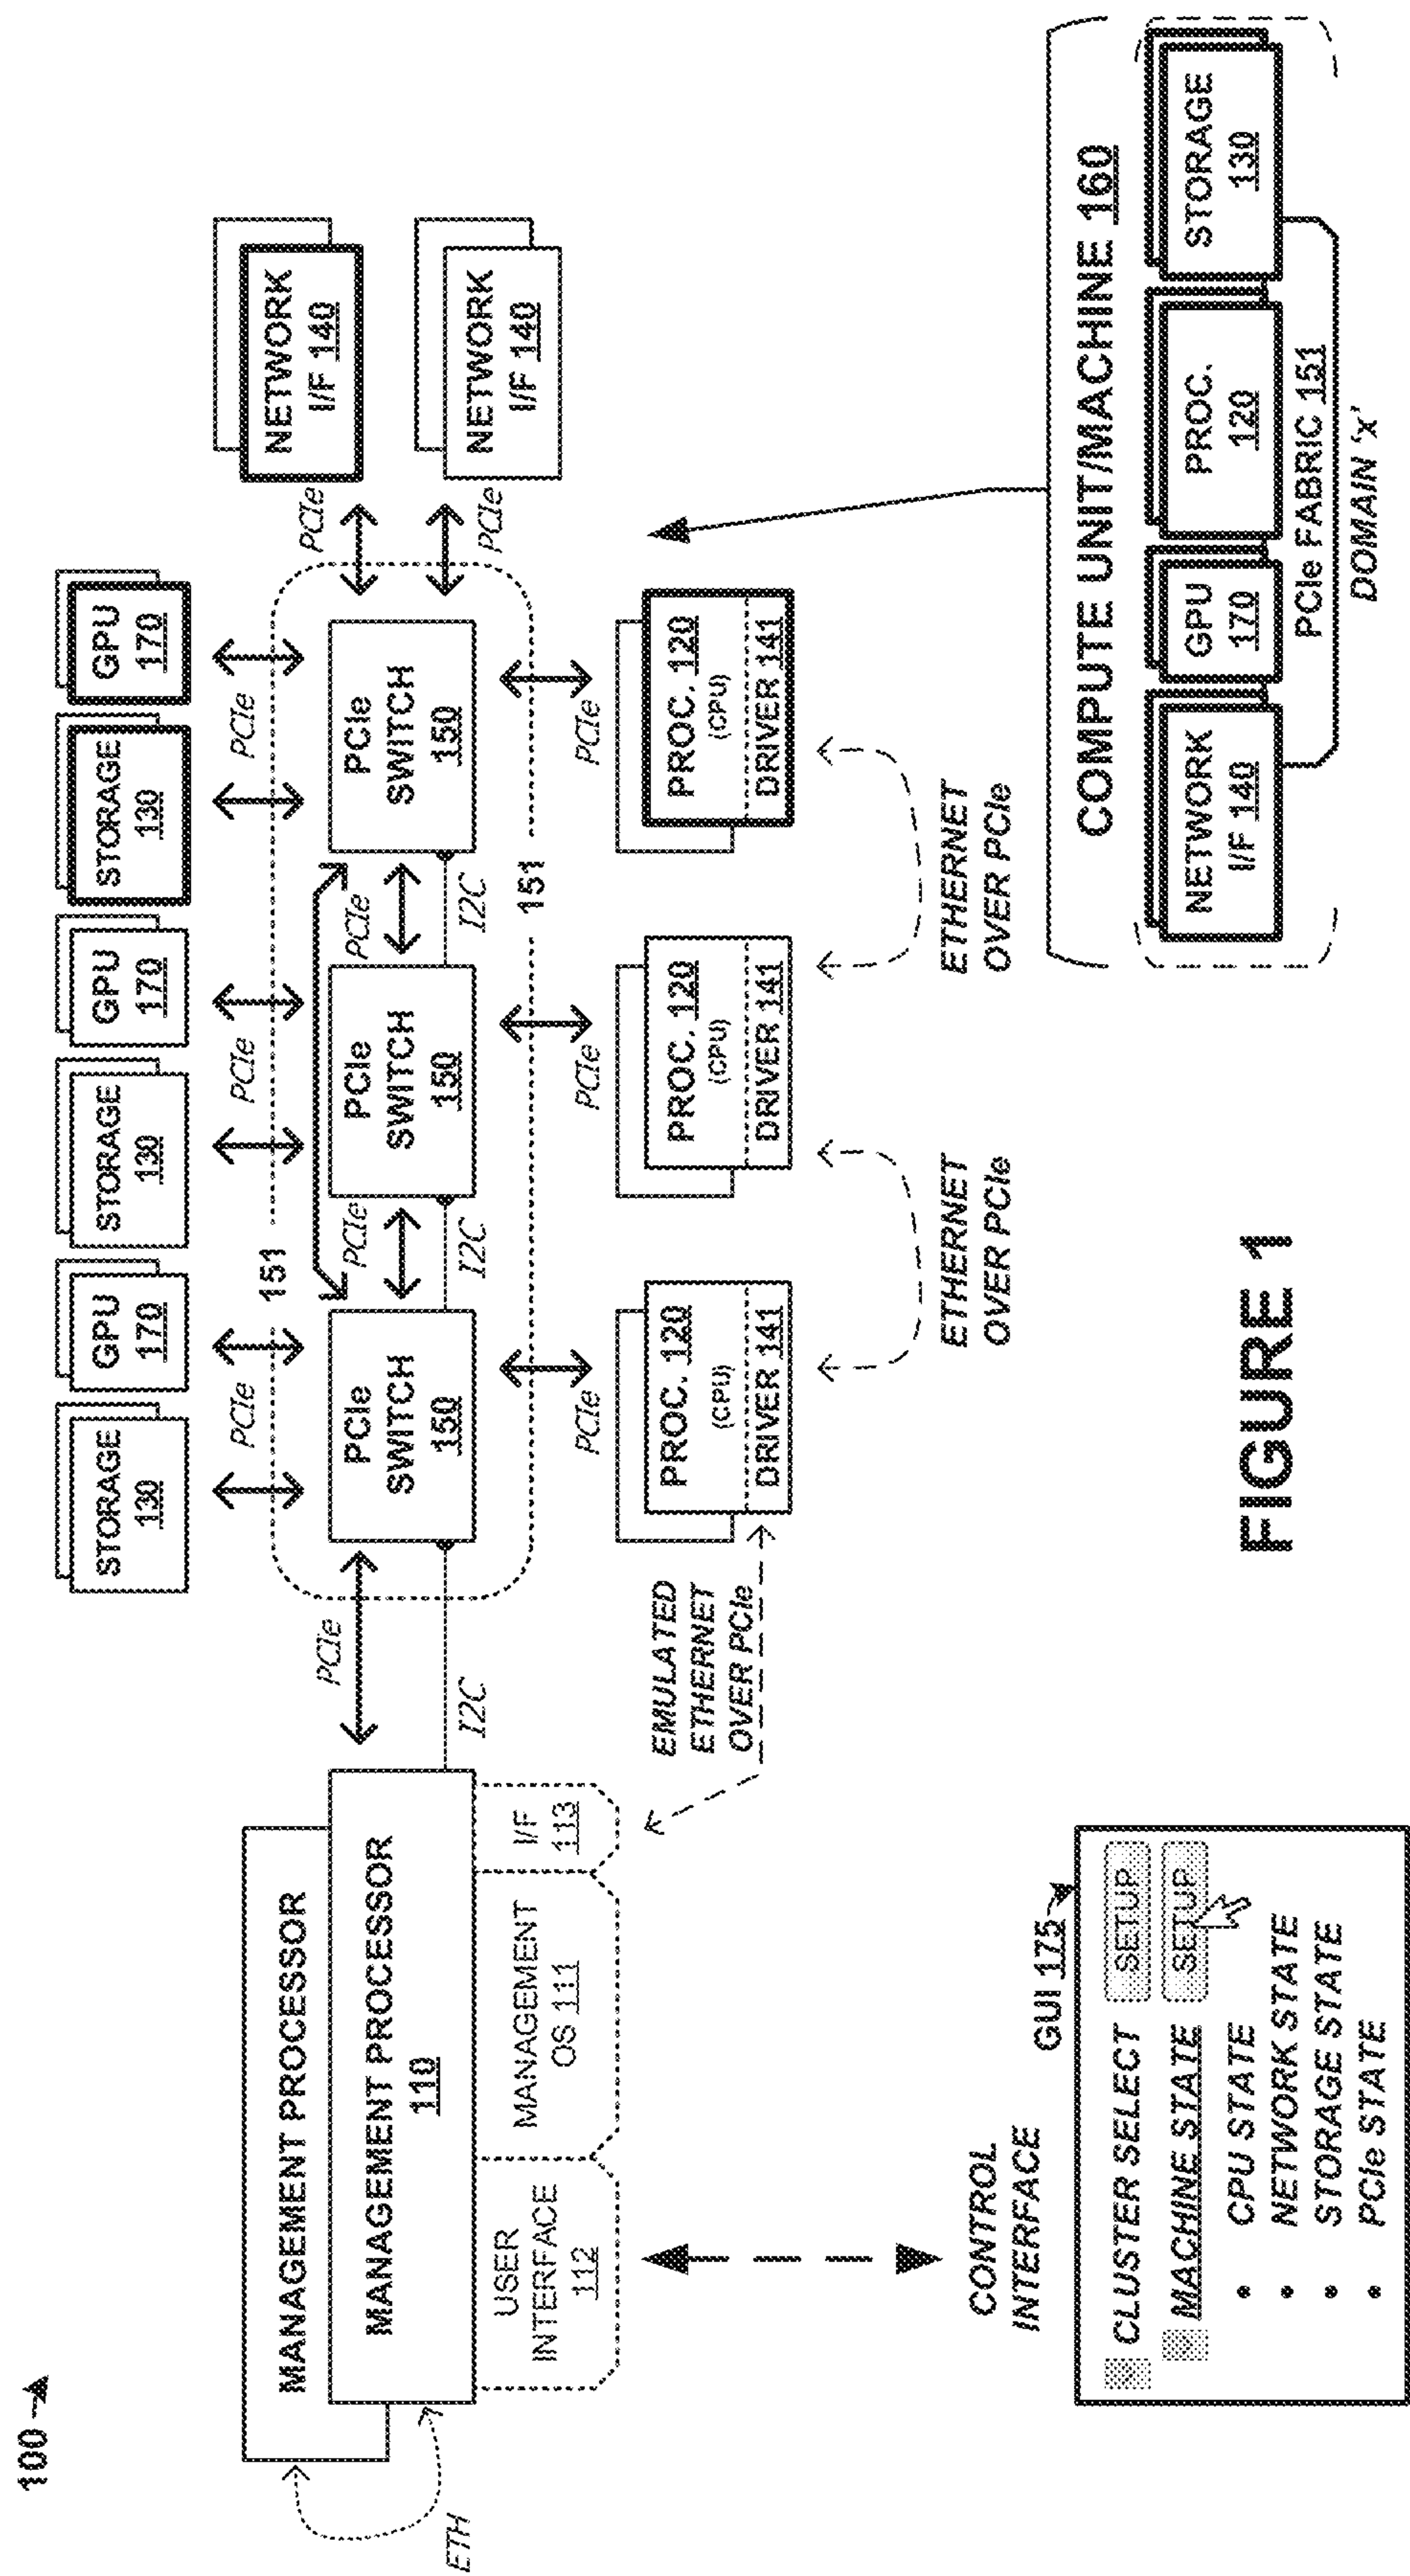 100
MANAGEMENT PROCESSOR
MANAGEMENT PROCESSOR
110
USER
INTERFACE
112
MANAGEMENT
OS 111
I/F
113
ETH
PCIe
I2C
EMULATED
ETHERNET
OVER PCIe
STORAGE
130
GPU
170
STORAGE
130
GPU
170
STORAGE
130
GPU
170
PCIe
PCIe
PCIe
151
PCIe
SWITCH
150
PCIe
I2C
PCIe
SWITCH
150
PCIe
I2C
PCIe
SWITCH
150
151
PCIe
PCIe
NETWORK
I/F 140
NETWORK
I/F 140
PCIe
PCIe
PCIe
PROC. 120
(CPU)
DRIVER 141
PROC. 120
(CPU)
DRIVER 141
PROC. 120
(CPU)
DRIVER 141
ETHERNET
OVER PCIe
ETHERNET
OVER PCIe
CONTROL
INTERFACE
GUI 175
CLUSTER SELECT SETUP
MACHINE STATE SETUP
• CPU STATE
• NETWORK STATE
• STORAGE STATE
• PCIe STATE
COMPUTE UNIT/MACHINE 160
NETWORK
I/F 140
GPU
170
PROC.
120
STORAGE
130
PCIe FABRIC 151
DOMAIN 'x'
FIGURE 1